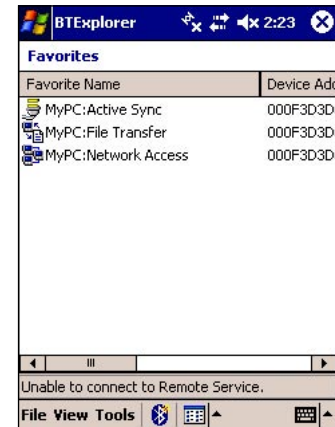 BTExplorer 2:23
Favorites
Favorite Name Device Add
MyPC:Active Sync 000F3D3D
MyPC:File Transfer 000F3D3D
MyPC:Network Access 000F3D3D
Unable to connect to Remote Service.
File View Tools